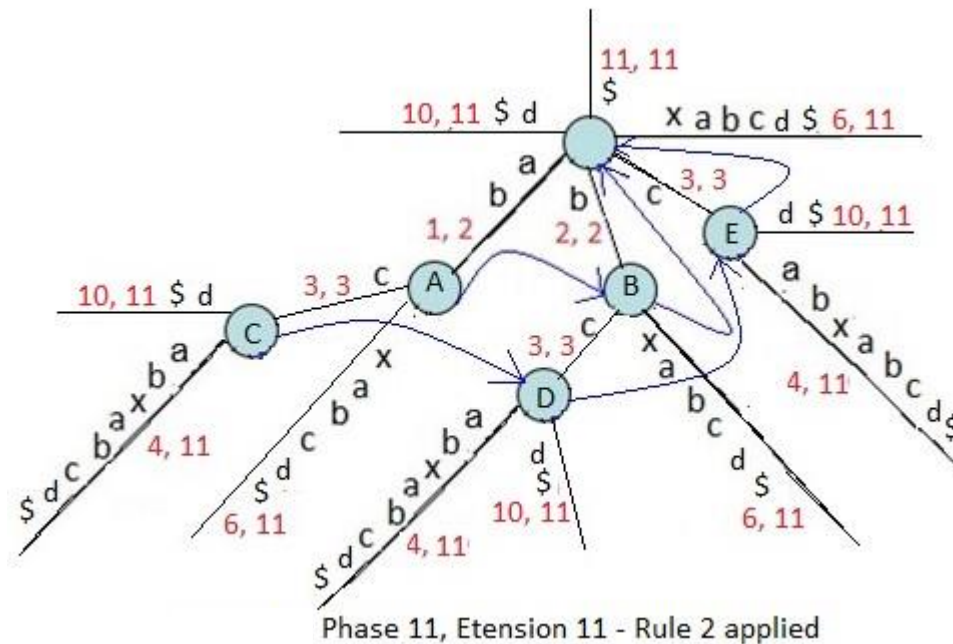 11, 11
$
10, 11 $ d
x a b c d $ 6, 11
a
b
1, 2
b
2, 2
c
3, 3
E
d $ 10, 11
A
B
C
D
3, 3 c
10, 11 $ d
a
b
x
a
b
c
d
$
4, 11
x
a
b
c
d
$
6, 11
c
3, 3
a
b
x
a
b
c
d
$
4, 11
d
$
10, 11
x
a
b
c
d
$
6, 11
a
b
x
a
b
c
d
$
4, 11
Phase 11, Etension 11 - Rule 2 applied